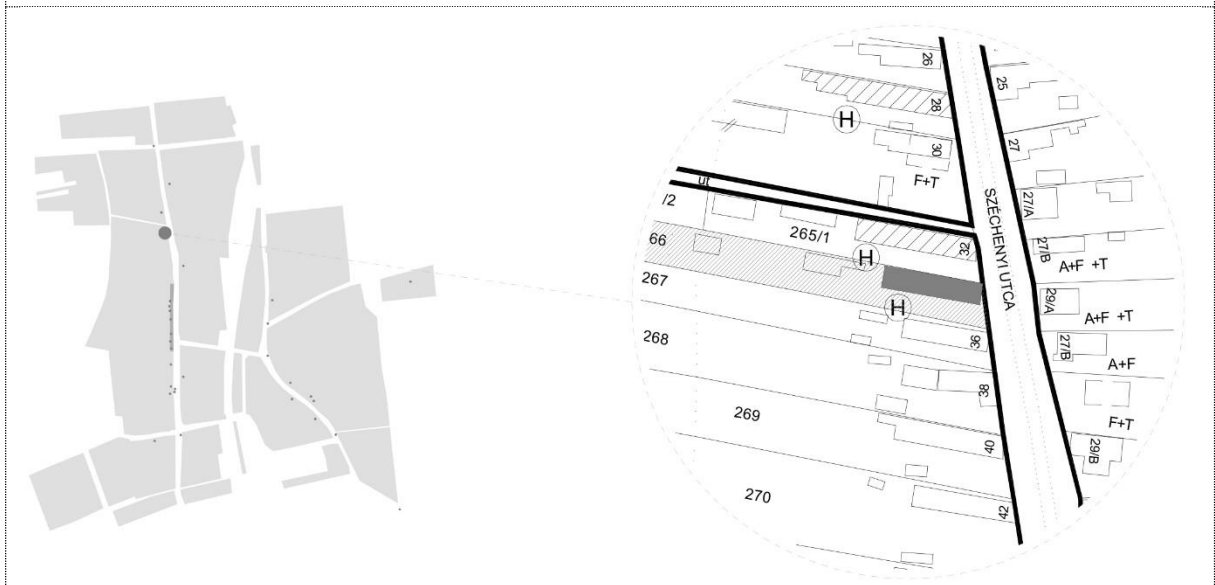 26
25
28
H
27
30
F+T
út
27/A
/2
SZÉCHENYI UTCA
265/1
32
27/B
66
H
A+F +T
267
29/A
H
A+F +T
36
27/B
268
A+F
38
269
F+T
40
29/B
270
42